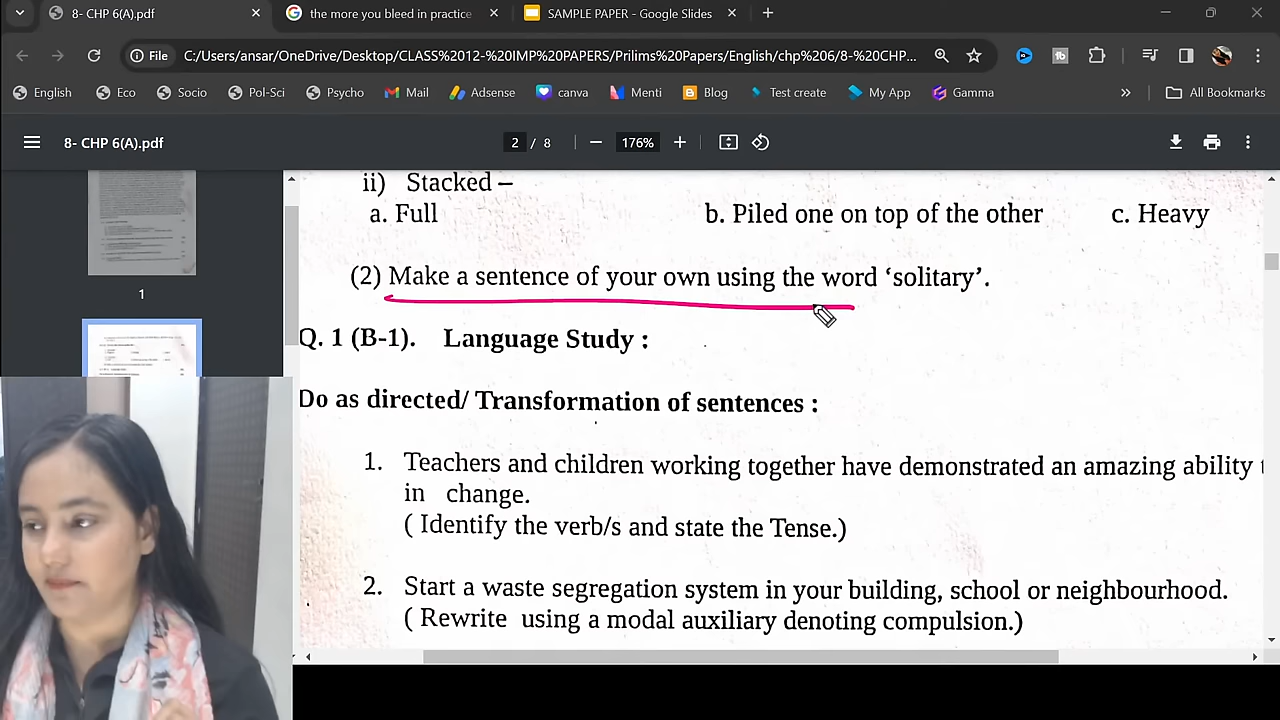 8- CHP 6(A).pdf
the more you bleed in practice
SAMPLE PAPER - Google Slides
File
C:/Users/ansar/OneDrive/Desktop/CLASS%2012-%20IMP%20PAPERS/Prilims%20Papers/English/chp%206/8-%20CHP...
English
Eco
Socio
Pol-Sci
Psycho
Mail
Adsense
canva
Menti
Blog
Test create
My App
Gamma
All Bookmarks
8- CHP 6(A).pdf
2 / 8
176%
1
ii) Stacked –
a. Full b. Piled one on top of the other c. Heavy
(2) Make a sentence of your own using the word ‘solitary’.
Q. 1 (B-1). Language Study :
Do as directed/ Transformation of sentences :
1. Teachers and children working together have demonstrated an amazing ability
in change.
( Identify the verb/s and state the Tense.)
2. Start a waste segregation system in your building, school or neighbourhood.
( Rewrite using a modal auxiliary denoting compulsion.)